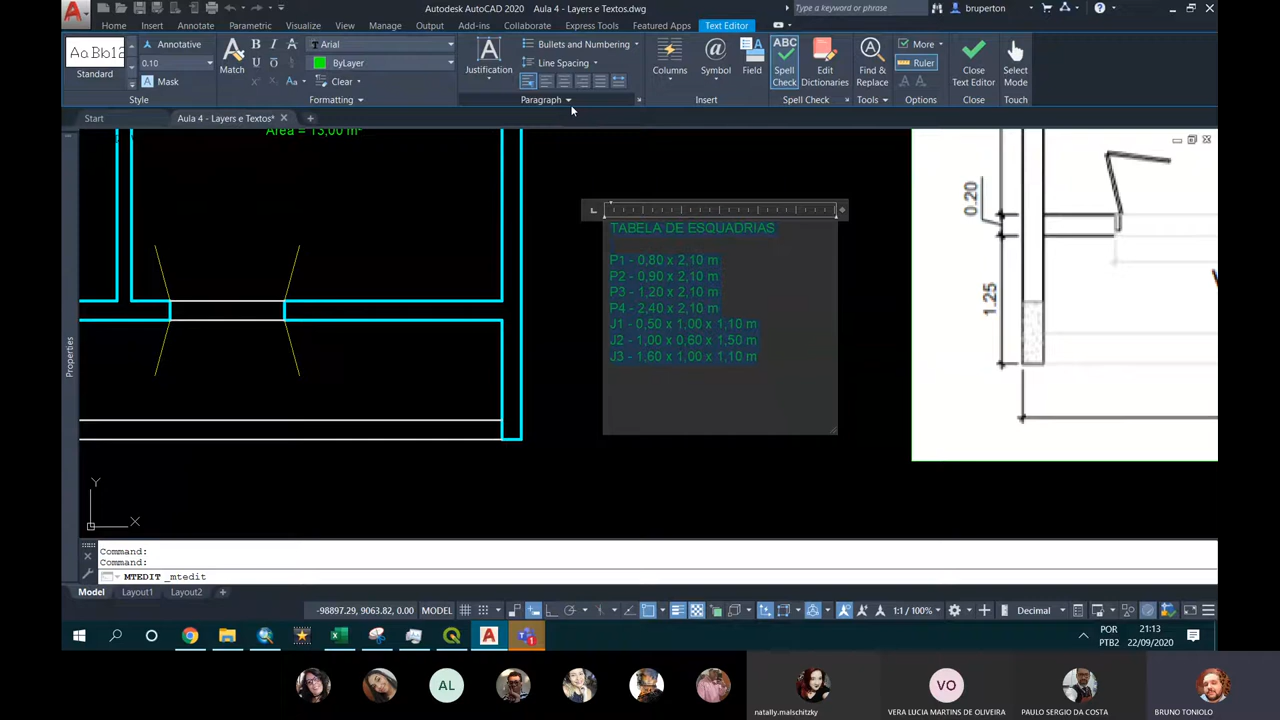 Autodesk AutoCAD 2020 Aula 4 - Layers e Textos.dwg
Type a keyword or phrase
bruperton
Home Insert Annotate Parametric Visualize View Manage Output Add-ins Collaborate Express Tools Featured Apps Text Editor
AaBb12
Standard
Annotative
0.10
Mask
Style
Match
B I A
U O
Aa
Arial
ByLayer
Clear
Formatting
Justification
Bullets and Numbering
Line Spacing
Paragraph
Columns
Symbol
Field
Insert
ABC
Spell
Check
Edit
Dictionaries
Spell Check
Find &
Replace
Tools
More
Ruler
Options
Close
Text Editor
Close
Select
Mode
Touch
Start
Aula 4 - Layers e Textos*
Área = 13,00 m²
Properties
TABELA DE ESQUADRIAS
P1 - 0,80 x 2,10 m
P2 - 0,90 x 2,10 m
P3 - 1,20 x 2,10 m
P4 - 2,40 x 2,10 m
J1 - 0,50 x 1,00 x 1,10 m
J2 - 1,00 x 0,60 x 1,50 m
J3 - 1,60 x 1,00 x 1,10 m
0.20
1.25
Y
X
Command:
Command:
MTEDIT _mtedit
Model Layout1 Layout2
-98897.29, 9063.82, 0.00 MODEL
1:1 / 100%
Decimal
POR
PTB2
21:13
22/09/2020
AL
VO
natally.malschitzky
VERA LUCIA MARTINS DE OLIVEIRA
PAULO SERGIO DA COSTA
BRUNO TONIOLO